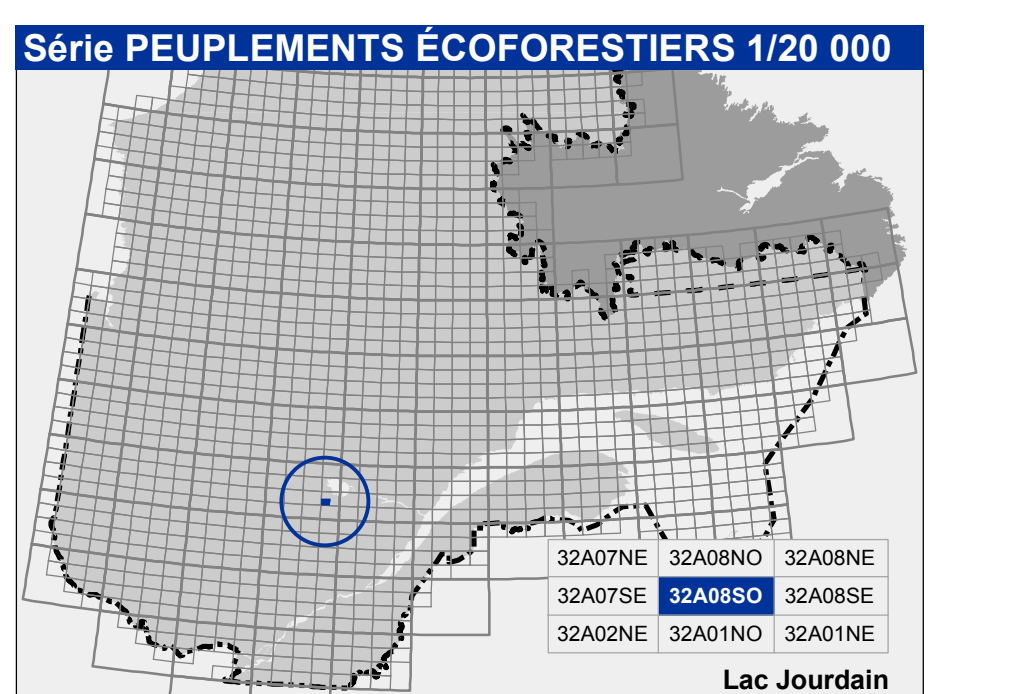 Série PEUPLEMENTS ÉCOFORESTIERS 1/20 000
32A07NE 32A08NO 32A08NE
32A07SE 32A08SO 32A08SE
32A02NE 32A01NO 32A01NE
Lac Jourdain